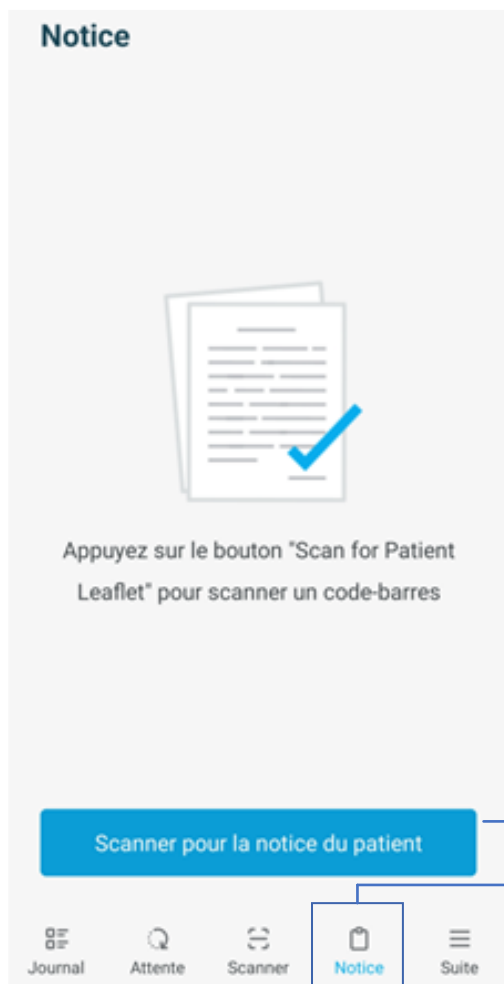 Notice
Appuyez sur le bouton "Scan for Patient
Leaflet" pour scanner un code-barres
Scanner pour la notice du patient
Journal Attente Scanner Notice Suite